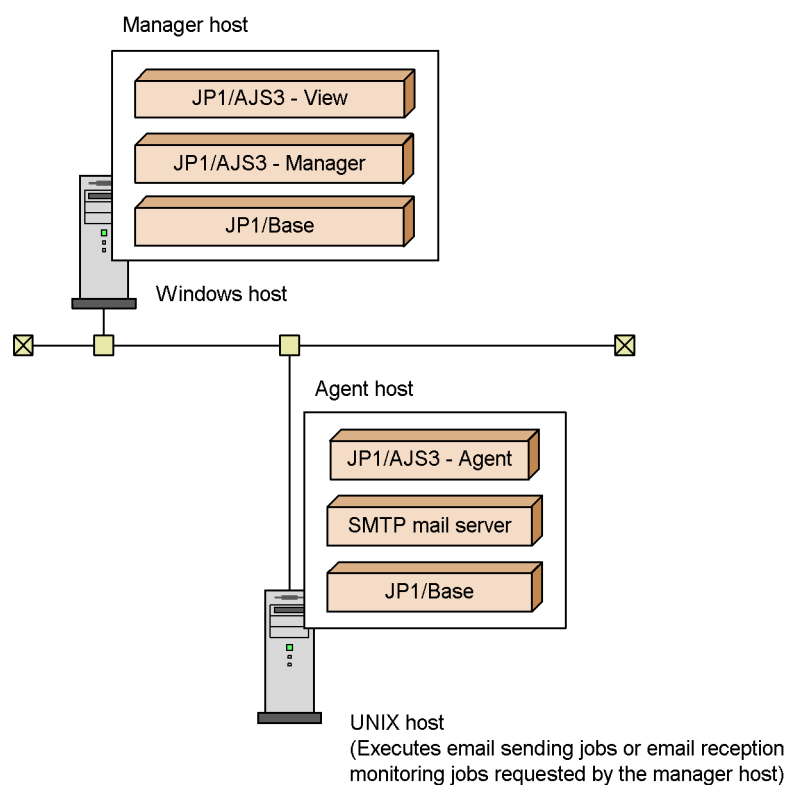 Manager host
JP1/AJS3 - View
JP1/AJS3 - Manager
JP1/Base
Windows host
Agent host
JP1/AJS3 - Agent
SMTP mail server
JP1/Base
UNIX host
(Executes email sending jobs or email reception
monitoring jobs requested by the manager host)